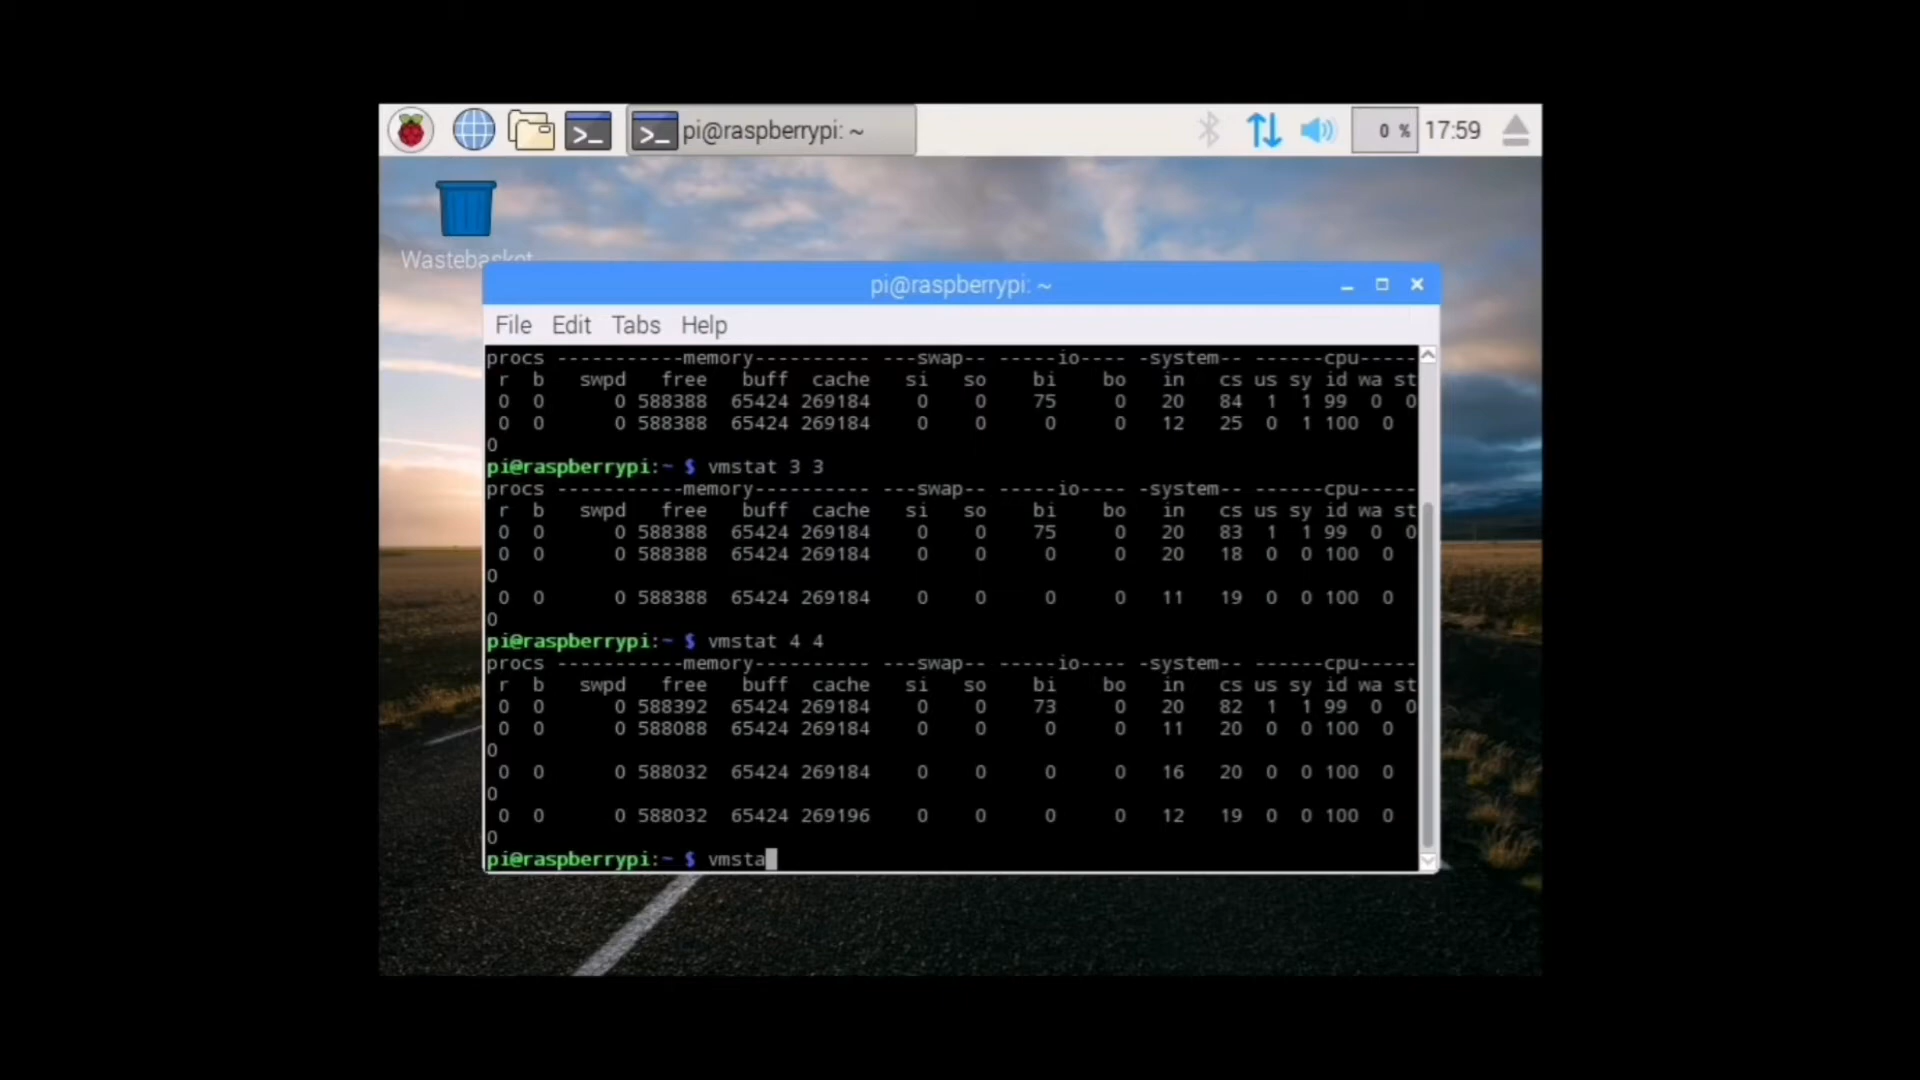 >_ >_ pi@raspberrypi: ~ 0 % 17:59
Wastebasket
pi@raspberrypi: ~
File Edit Tabs Help
procs -----------memory---------- ---swap-- -----io---- -system-- ------cpu-----
r b swpd free buff cache si so bi bo in cs us sy id wa st
0 0 0 588388 65424 269184 0 0 75 0 20 84 1 1 99 0 0
0 0 0 588388 65424 269184 0 0 0 0 12 25 0 1 100 0
0
pi@raspberrypi:~ $ vmstat 3 3
procs -----------memory---------- ---swap-- -----io---- -system-- ------cpu-----
r b swpd free buff cache si so bi bo in cs us sy id wa st
0 0 0 588388 65424 269184 0 0 75 0 20 83 1 1 99 0 0
0 0 0 588388 65424 269184 0 0 0 0 20 18 0 0 100 0
0
0 0 0 588388 65424 269184 0 0 0 0 11 19 0 0 100 0
0
pi@raspberrypi:~ $ vmstat 4 4
procs -----------memory---------- ---swap-- -----io---- -system-- ------cpu-----
r b swpd free buff cache si so bi bo in cs us sy id wa st
0 0 0 588392 65424 269184 0 0 73 0 20 82 1 1 99 0 0
0 0 0 588088 65424 269184 0 0 0 0 11 20 0 0 100 0
0
0 0 0 588032 65424 269184 0 0 0 0 16 20 0 0 100 0
0
0 0 0 588032 65424 269196 0 0 0 0 12 19 0 0 100 0
0
pi@raspberrypi:~ $ vmsta